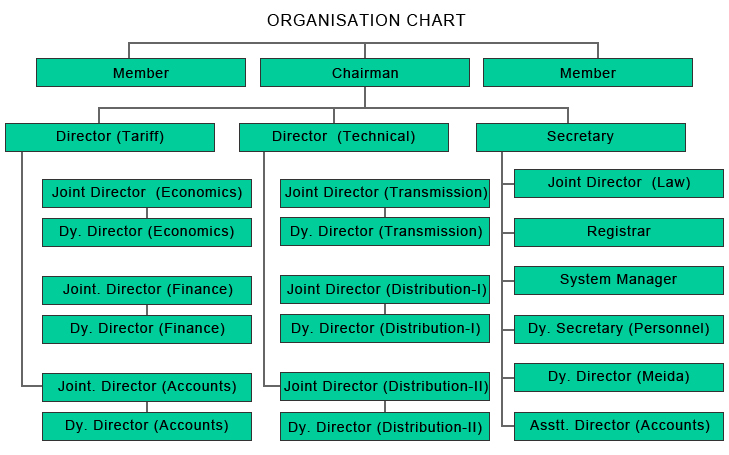 ORGANISATION CHART
Member
Chairman
Member
Director (Tariff)
Director (Technical)
Secretary
Joint Director (Economics)
Dy. Director (Economics)
Joint. Director (Finance)
Dy. Director (Finance)
Joint. Director (Accounts)
Dy. Director (Accounts)
Joint Director (Transmission)
Dy. Director (Transmission)
Joint Director (Distribution-I)
Dy. Director (Distribution-I)
Joint Director (Distribution-II)
Dy. Director (Distribution-II)
Joint Director (Law)
Registrar
System Manager
Dy. Secretary (Personnel)
Dy. Director (Meida)
Asstt. Director (Accounts)